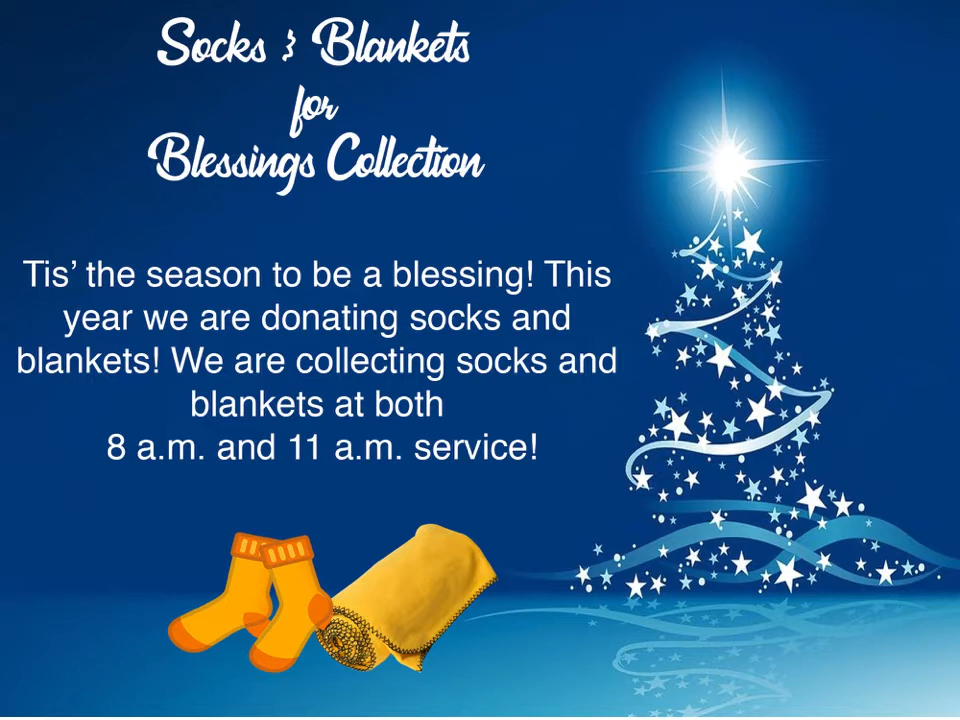 Socks & Blankets
for
Blessings Collection
Tis’ the season to be a blessing! This
year we are donating socks and
blankets! We are collecting socks and
blankets at both
8 a.m. and 11 a.m. service!